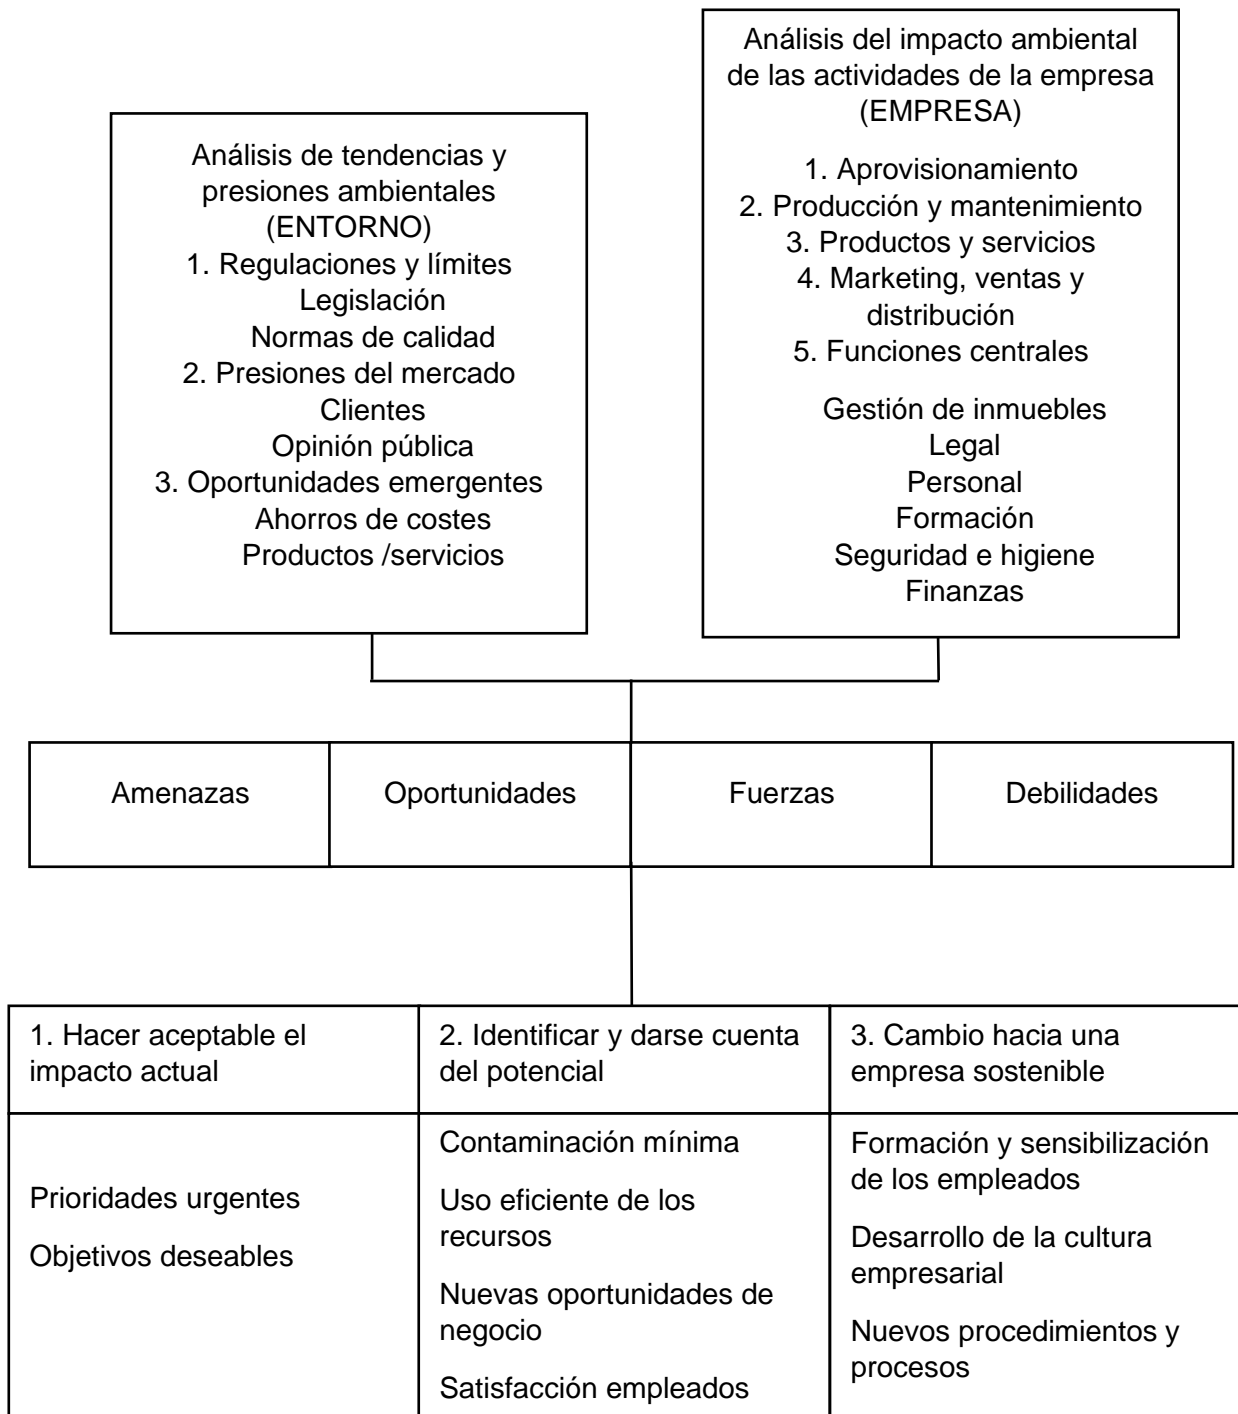 Análisis de tendencias y
presiones ambientales
(ENTORNO)
1. Regulaciones y límites
Legislación
Normas de calidad
2. Presiones del mercado
Clientes
Opinión pública
3. Oportunidades emergentes
Ahorros de costes
Productos /servicios
Análisis del impacto ambiental
de las actividades de la empresa
(EMPRESA)
1. Aprovisionamiento
2. Producción y mantenimiento
3. Productos y servicios
4. Marketing, ventas y
distribución
5. Funciones centrales
Gestión de inmuebles
Legal
Personal
Formación
Seguridad e higiene
Finanzas
Amenazas
Oportunidades
Fuerzas
Debilidades
1. Hacer aceptable el
impacto actual
Prioridades urgentes
Objetivos deseables
2. Identificar y darse cuenta
del potencial
Contaminación mínima
Uso eficiente de los
recursos
Nuevas oportunidades de
negocio
Satisfacción empleados
3. Cambio hacia una
empresa sostenible
Formación y sensibilización
de los empleados
Desarrollo de la cultura
empresarial
Nuevos procedimientos y
procesos